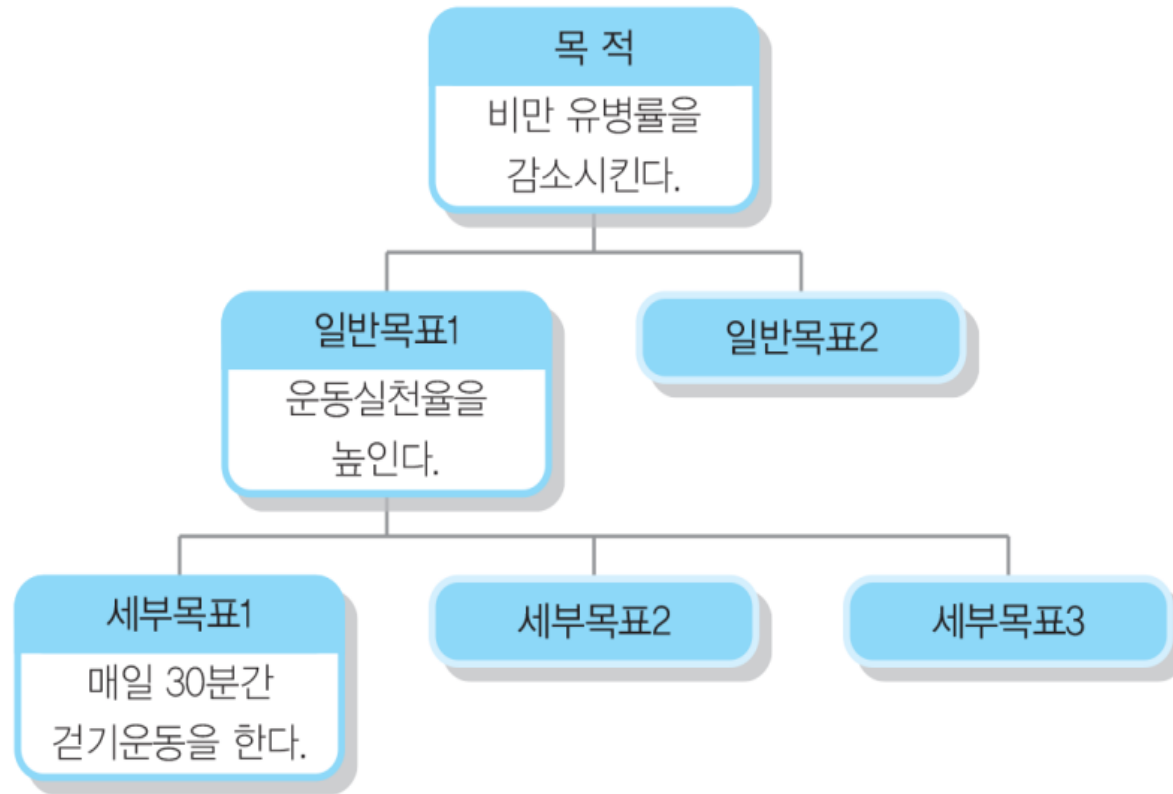 목 적
비만 유병률을
감소시킨다.
일반목표1
운동실천율을
높인다.
일반목표2
세부목표1
매일 30분간
걷기운동을 한다.
세부목표2
세부목표3